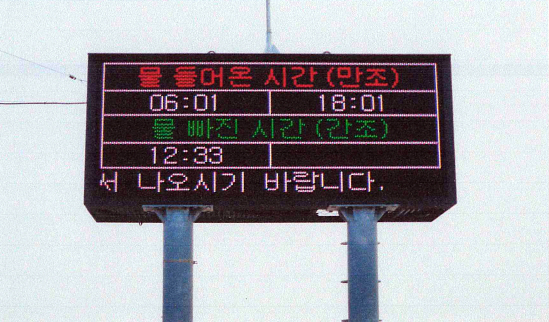 물 들어온 시간 (만조)
06:01 18:01
물 빠진 시간 (간조)
12:33
서 나오시기 바랍니다.